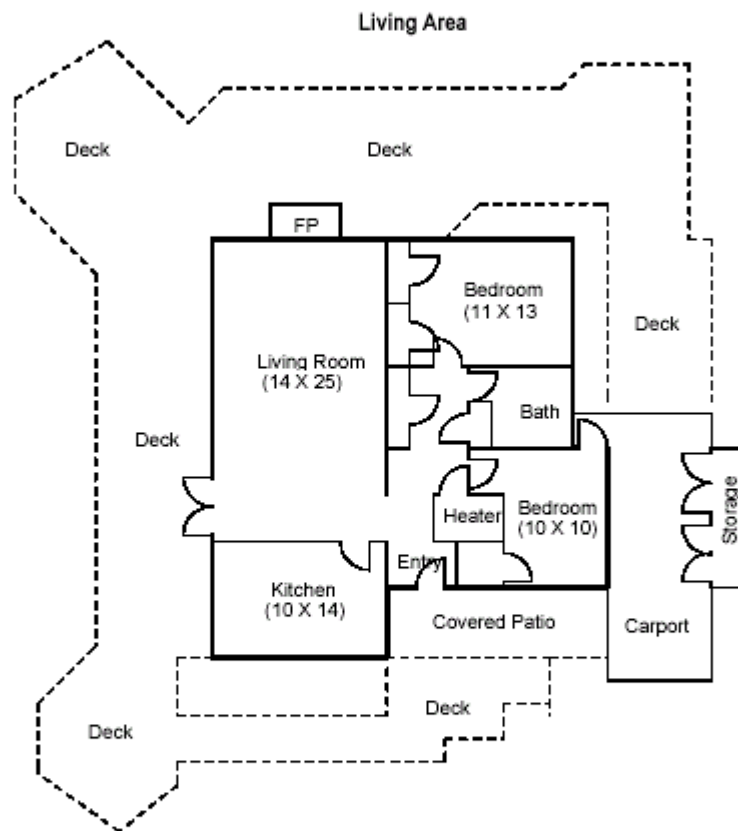 Living Area
Deck
Deck
FP
Bedroom
(11 X 13
Deck
Living Room
(14 X 25)
Bath
Deck
Storage
Bedroom
(10 X 10)
Heater
Entry
Kitchen
(10 X 14)
Covered Patio
Carport
Deck
Deck